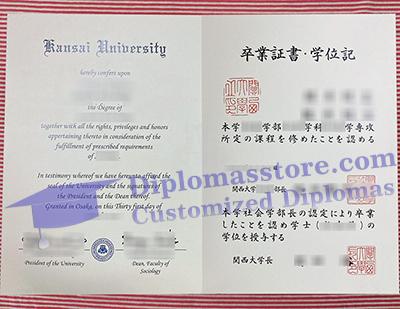 Kansai University
hereby confers upon
the Degree of
together with all the rights, privileges and honors
appertaining thereto in consideration of the
fulfillment of prescribed requirements
of
In testimony whereof we have hereunto affixed the
seal of the University and the signatures of
the President and the Dean thereof.
Granted in Osaka, on this Thirty first day of
President of the University
Dean, Faculty of
Sociology
卒業証書·学位記
本学 学部 学科 学専攻
所定の課程を修めたことを認める
関西大学 部長
本学社会学部長の認定により卒業
したことを認め学士( )の
学位を授与する
関西大学長
Diplomasstore.com
Customized Diplomas